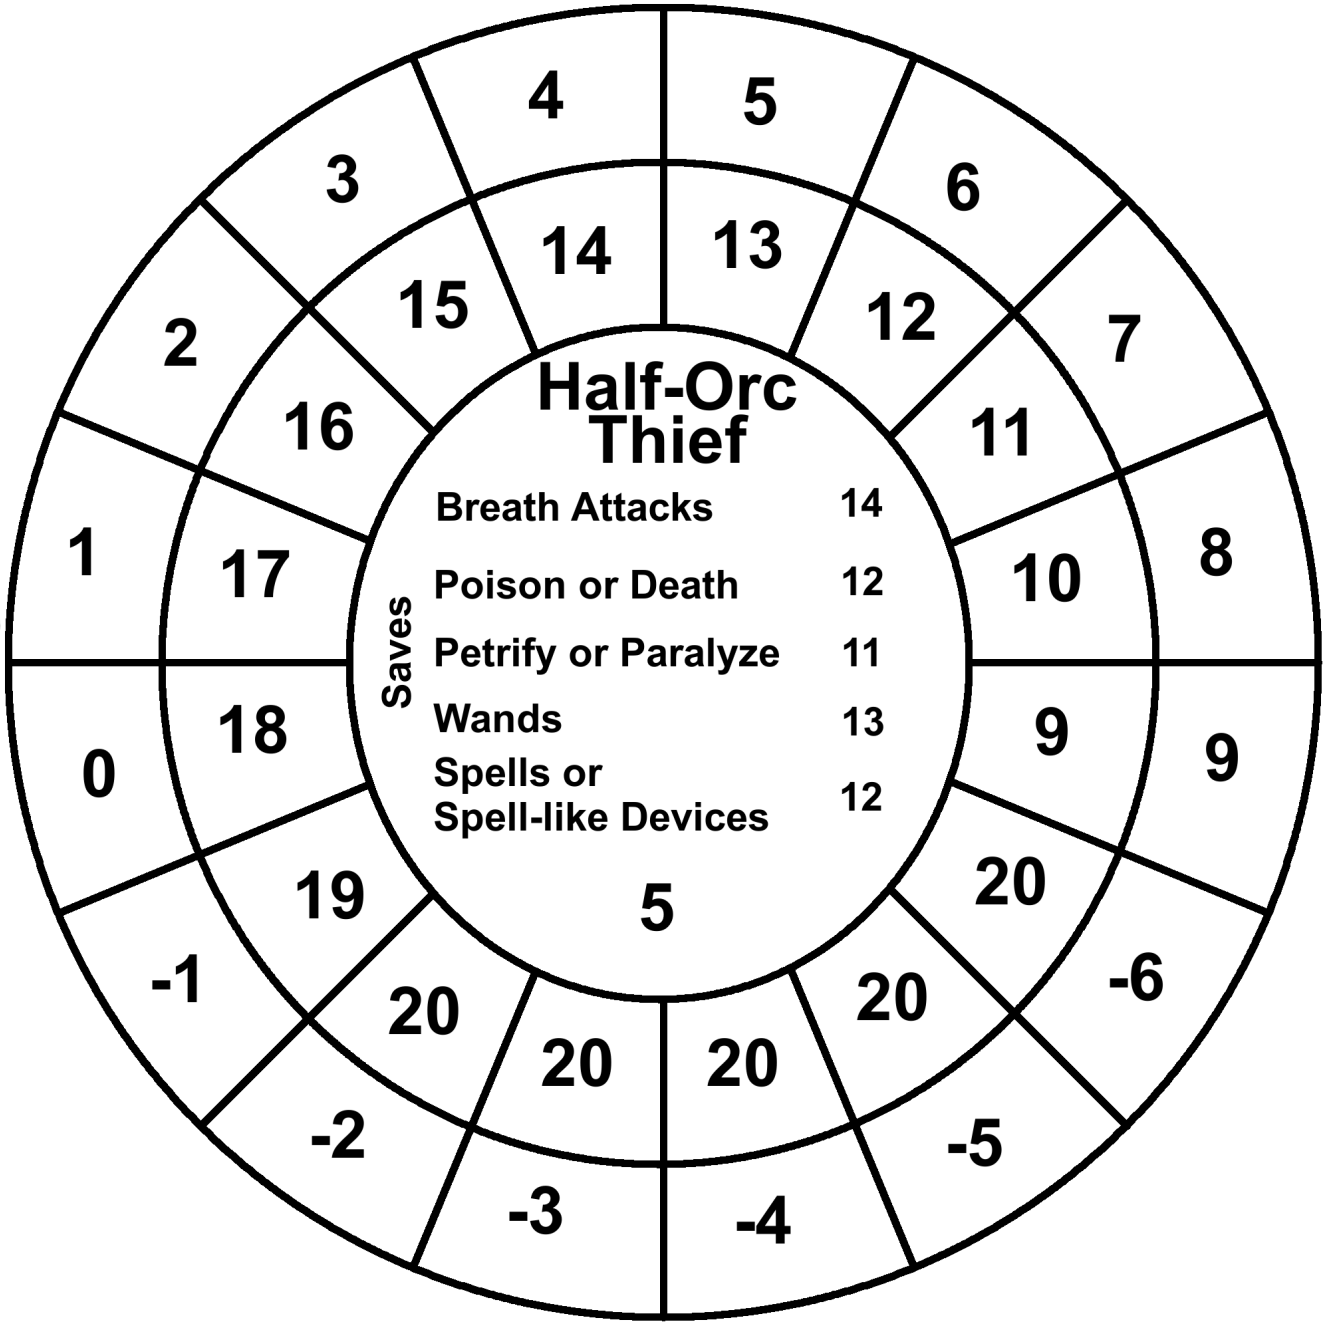 4 5
3 6
14 13
15 12
2 7
16 11
Half-Orc
Thief
Breath Attacks 14
1 17 10 8
Poison or Death 12
Saves
Petrify or Paralyze 11
Wands 13
0 18 9 9
Spells or
Spell-like Devices 12
19 20
5
-1 -6
20 20
20 20
-2 -5
-3 -4